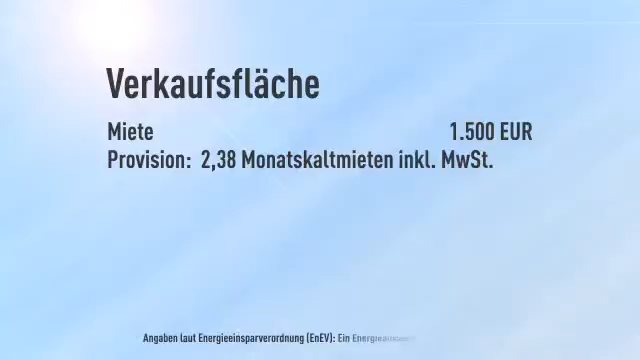 Verkaufsfläche
Miete 1.500 EUR
Provision: 2,38 Monatskaltmieten inkl. MwSt.
Angaben laut Energieeinsparverordnung (EnEV): Ein